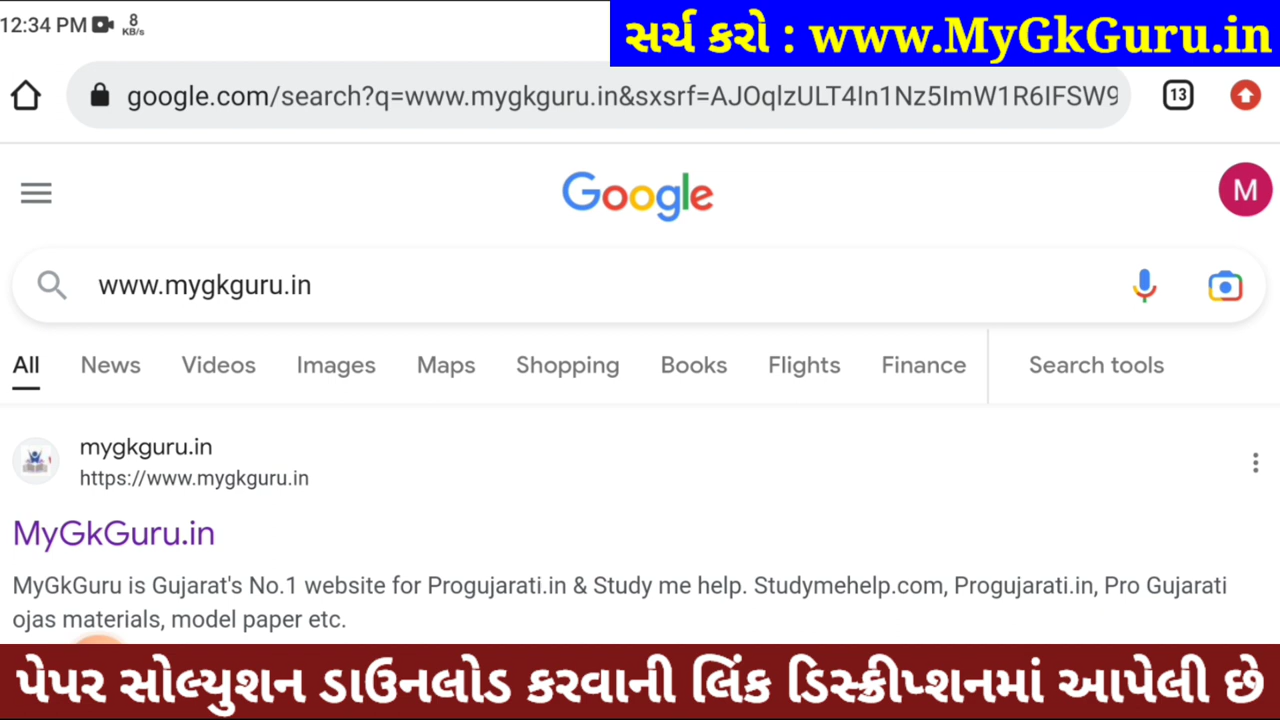 12:34 PM 8 KB/s
સર્ચ કરો : www.MyGkGuru.in
google.com/search?q=www.mygkguru.in&sxsrf=AJOqlzULT4In1Nz5ImW1R6IFSW9
13
Google
M
www.mygkguru.in
All News Videos Images Maps Shopping Books Flights Finance Search tools
mygkguru.in
https://www.mygkguru.in
MyGkGuru.in
MyGkGuru is Gujarat's No.1 website for Progujarati.in & Study me help. Studymehelp.com, Progujarati.in, Pro Gujarati
ojas materials, model paper etc.
પેપર સોલ્યુશન ડાઉનલોડ કરવાની લિંક ડિસ્ક્રીપ્શનમાં આપેલી છે